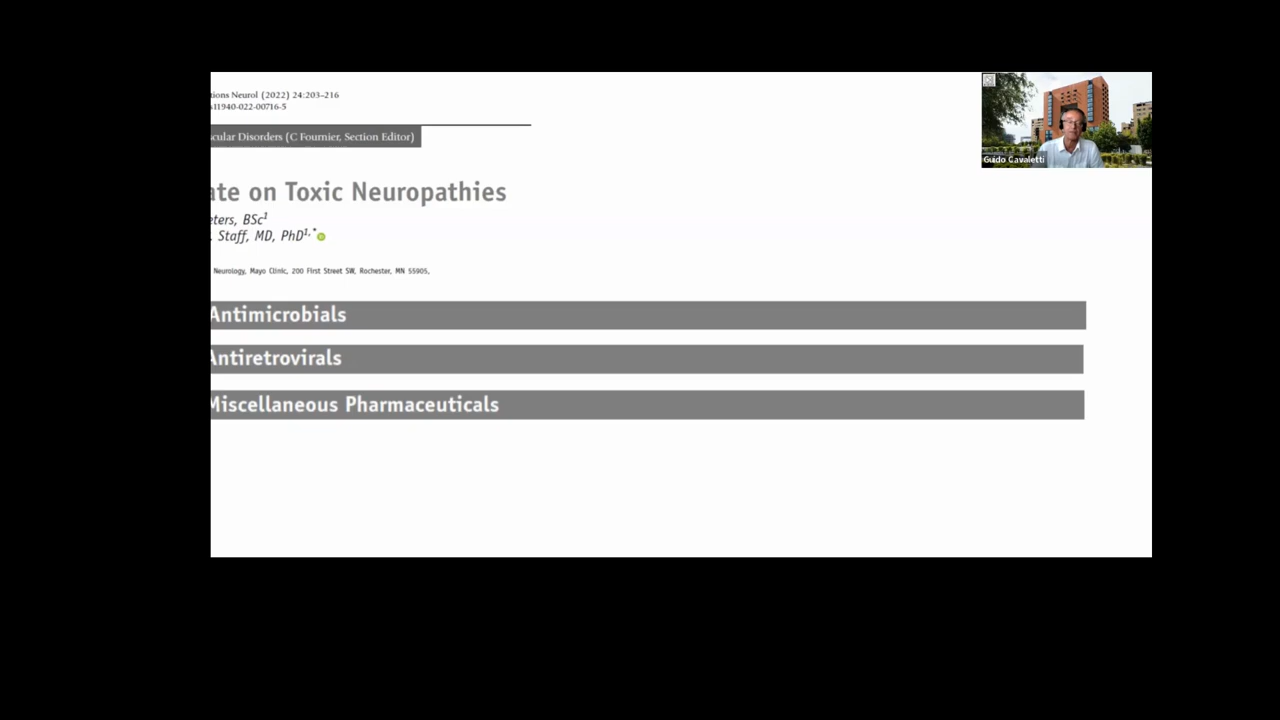 tions Neurol (2022) 24:203–216
s11940-022-00716-5
scular Disorders (C Fournier, Section Editor)
ate on Toxic Neuropathies
eters, BSc1
. Staff, MD, PhD1,*
Neurology, Mayo Clinic, 200 First Street SW, Rochester, MN 55905,
Antimicrobials
Antiretrovirals
Miscellaneous Pharmaceuticals
Guido Cavaletti